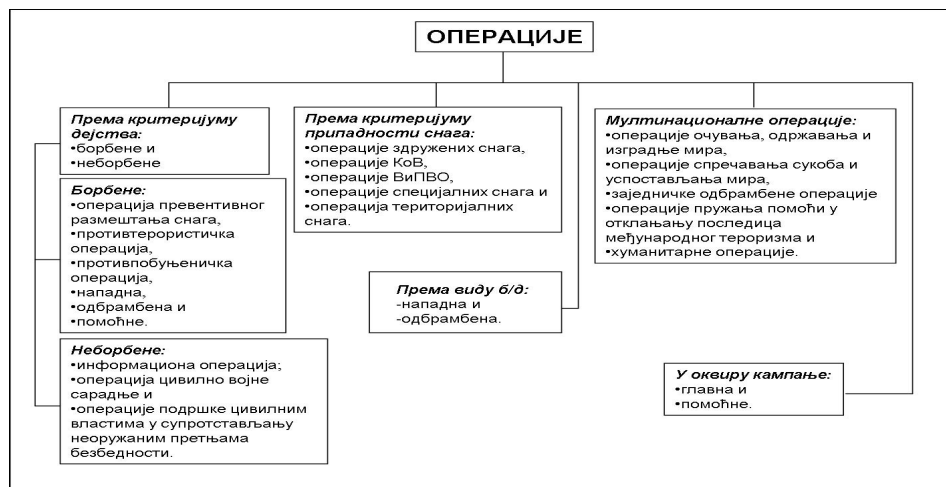 ОПЕРАЦИЈЕ
Према критеријуму
дејства:
•борбене и
•неборбене
Борбене:
•операција превентивног
размештања снага,
•противтерористичка
операција,
•противпобуњеничка
операција,
•нападна,
•одбрамбена и
•помоћне.
Неборбене:
•информациона операција;
•операција цивилно војне
сарадње и
•операције подршке цивилним
властима у супротстављању
неоружаним претњама
безбедности.
Према критеријуму
припадности снага:
•операције здружених снага,
•операције КоВ,
•операције ВиПВО,
•операције специјалних снага и
•операција територијалних
снага.
Према виду б/д:
-нападна и
-одбрамбена.
Мултинационалне операције:
•операције очувања, одржавања и
изградње мира,
•операције спречавања сукоба и
успостављања мира,
•заједничке одбрамбене операције
•операције пружања помоћи у
отклањању последица
међународног тероризма и
•хуманитарне операције.
У оквиру кампање:
•главна и
•помоћне.